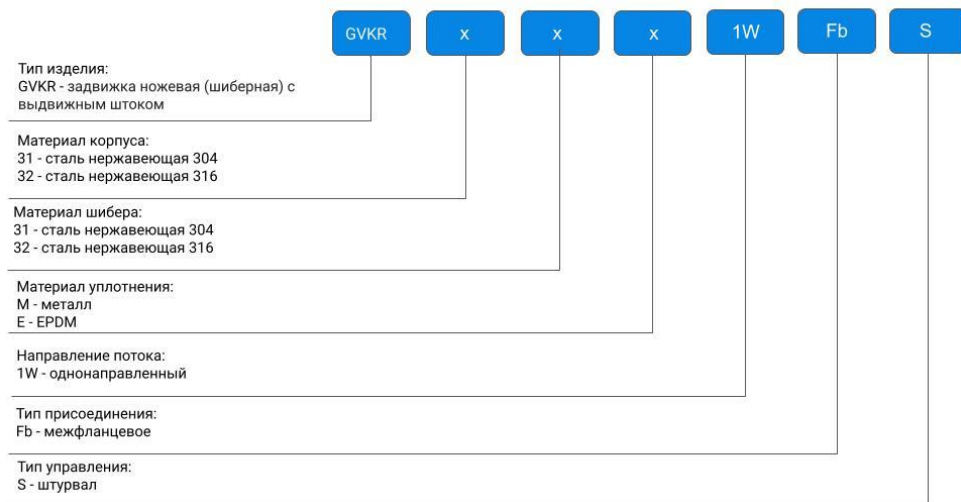 GVKR x x x 1W Fb S
Тип изделия:
GVKR - задвижка ножевая (шиберная) с
выдвижным штоком
Материал корпуса:
31 - сталь нержавеющая 304
32 - сталь нержавеющая 316
Материал шибера:
31 - сталь нержавеющая 304
32 - сталь нержавеющая 316
Материал уплотнения:
M - металл
E - EPDM
Направление потока:
1W - однонаправленный
Тип присоединения:
Fb - межфланцевое
Тип управления:
S - штурвал